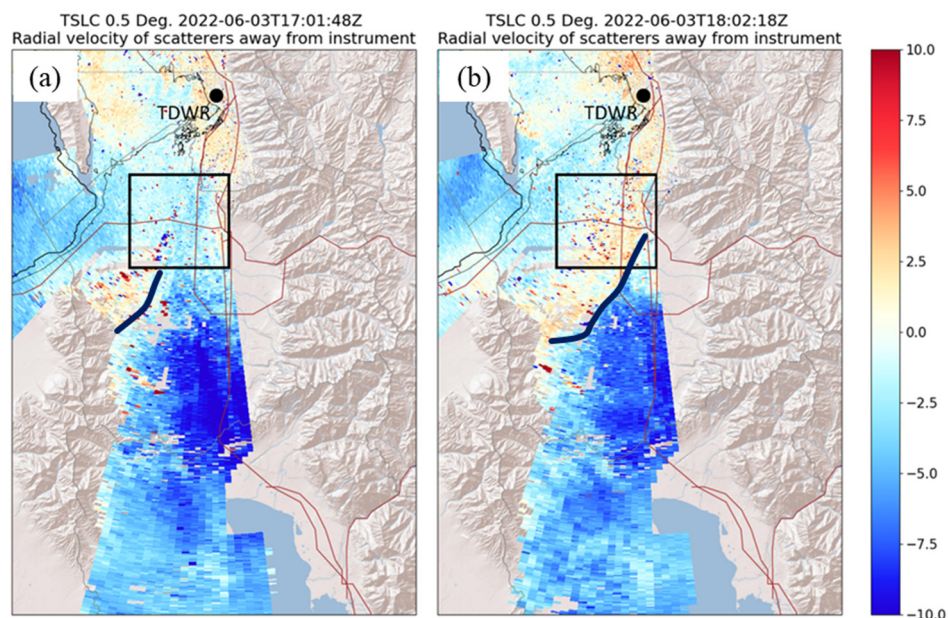 TSLC 0.5 Deg. 2022-06-03T17:01:48Z
Radial velocity of scatterers away from instrument
(a)
TDWR
TSLC 0.5 Deg. 2022-06-03T18:02:18Z
Radial velocity of scatterers away from instrument
(b)
TDWR
10.0
7.5
5.0
2.5
0.0
−2.5
−5.0
−7.5
−10.0